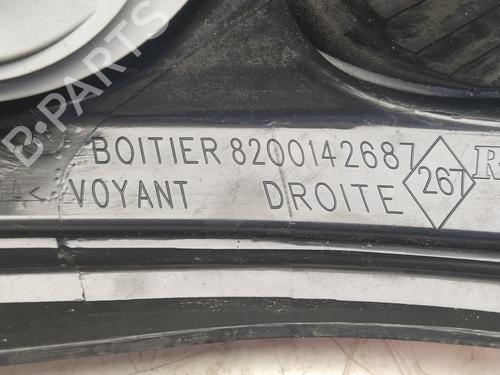 B-PARTS
BOITIER 8200142687
A< VOYANT DROITE 267 R